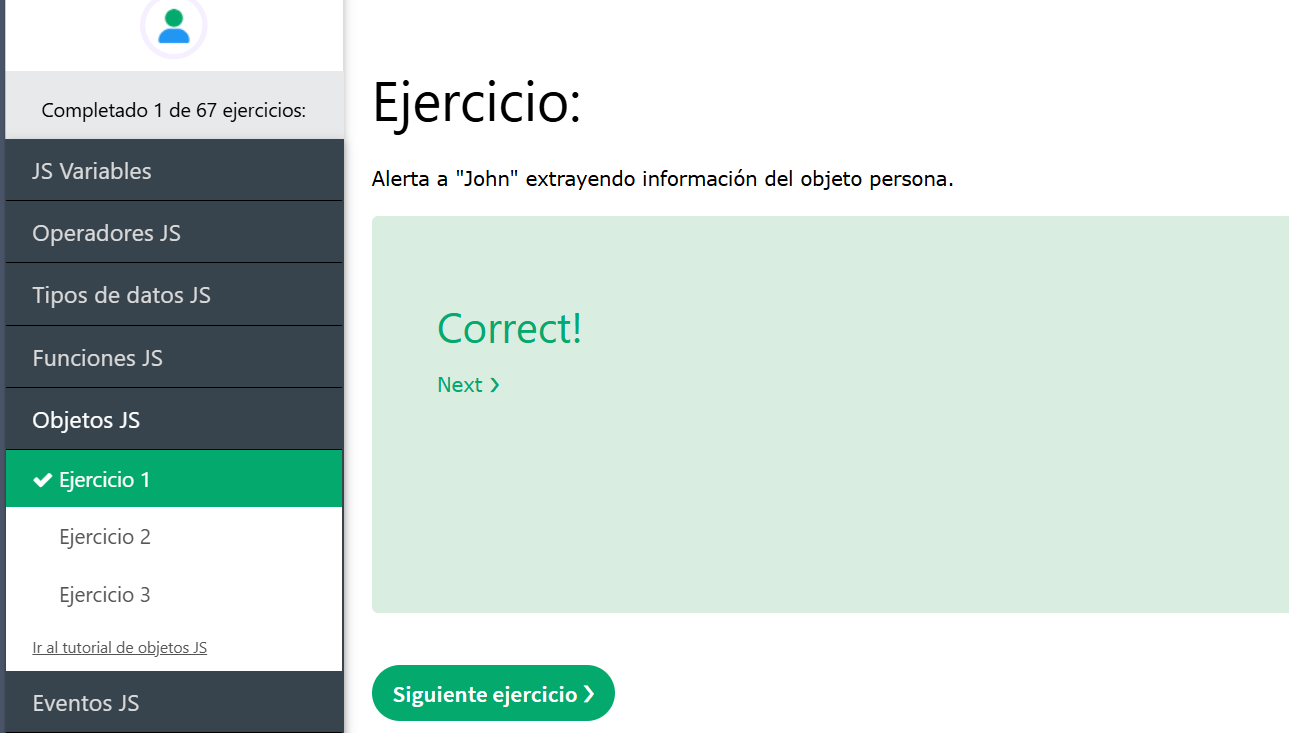 Completado 1 de 67 ejercicios:
JS Variables
Operadores JS
Tipos de datos JS
Funciones JS
Objetos JS
Ejercicio 1
Ejercicio 2
Ejercicio 3
Ir al tutorial de objetos JS
Eventos JS
Ejercicio:
Alerta a "John" extrayendo información del objeto persona.
Correct!
Next ❯
Siguiente ejercicio ❯